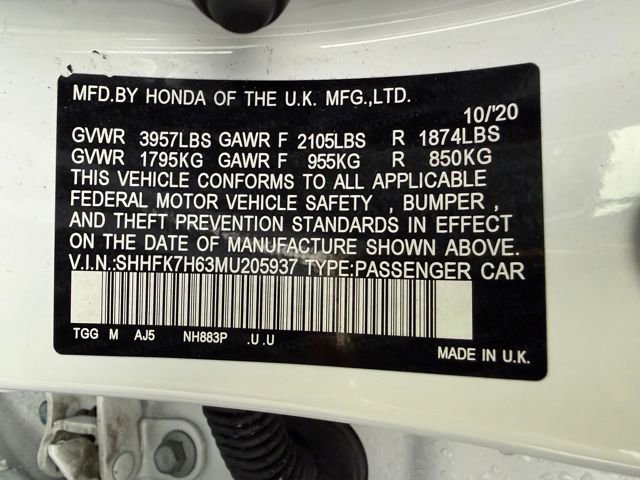 MFD.BY HONDA OF THE U.K. MFG.,LTD.
10/'20
GVWR 3957LBS GAWR F 2105LBS R 1874LBS
GVWR 1795KG GAWR F 955KG R 850KG
THIS VEHICLE CONFORMS TO ALL APPLICABLE
FEDERAL MOTOR VEHICLE SAFETY , BUMPER ,
AND THEFT PREVENTION STANDARDS IN EFFECT
ON THE DATE OF MANUFACTURE SHOWN ABOVE.
V.I.N.:SHHFK7H63MU205937 TYPE:PASSENGER CAR
TGG M AJ5 NH883P .U.U
MADE IN U.K.